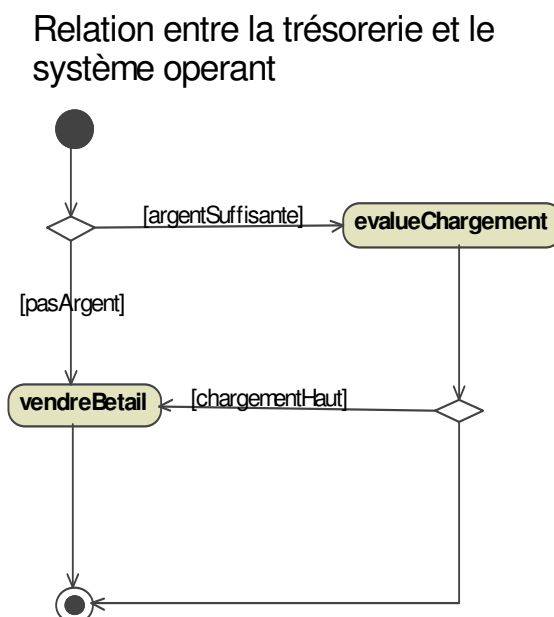 Relation entre la trésorerie et le
système operant
[argentSuffisante]
evalueChargement
[pasArgent]
vendreBetail
[chargementHaut]